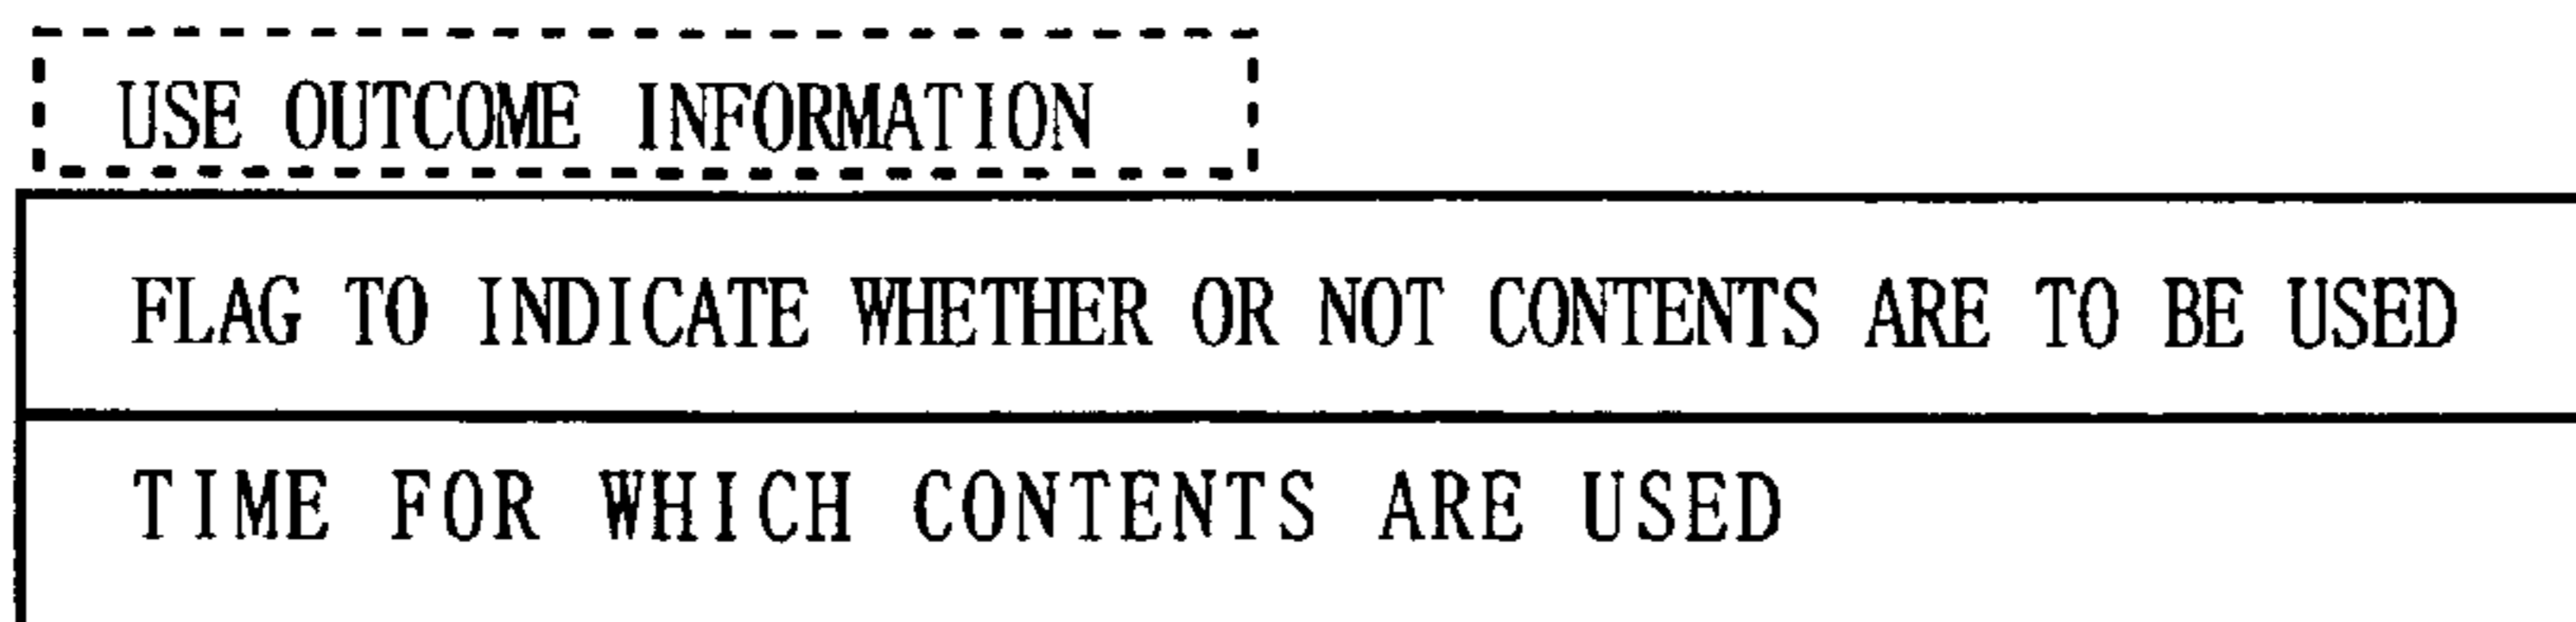 USE OUTCOME INFORMATION
FLAG TO INDICATE WHETHER OR NOT CONTENTS ARE TO BE USED
TIME FOR WHICH CONTENTS ARE USED